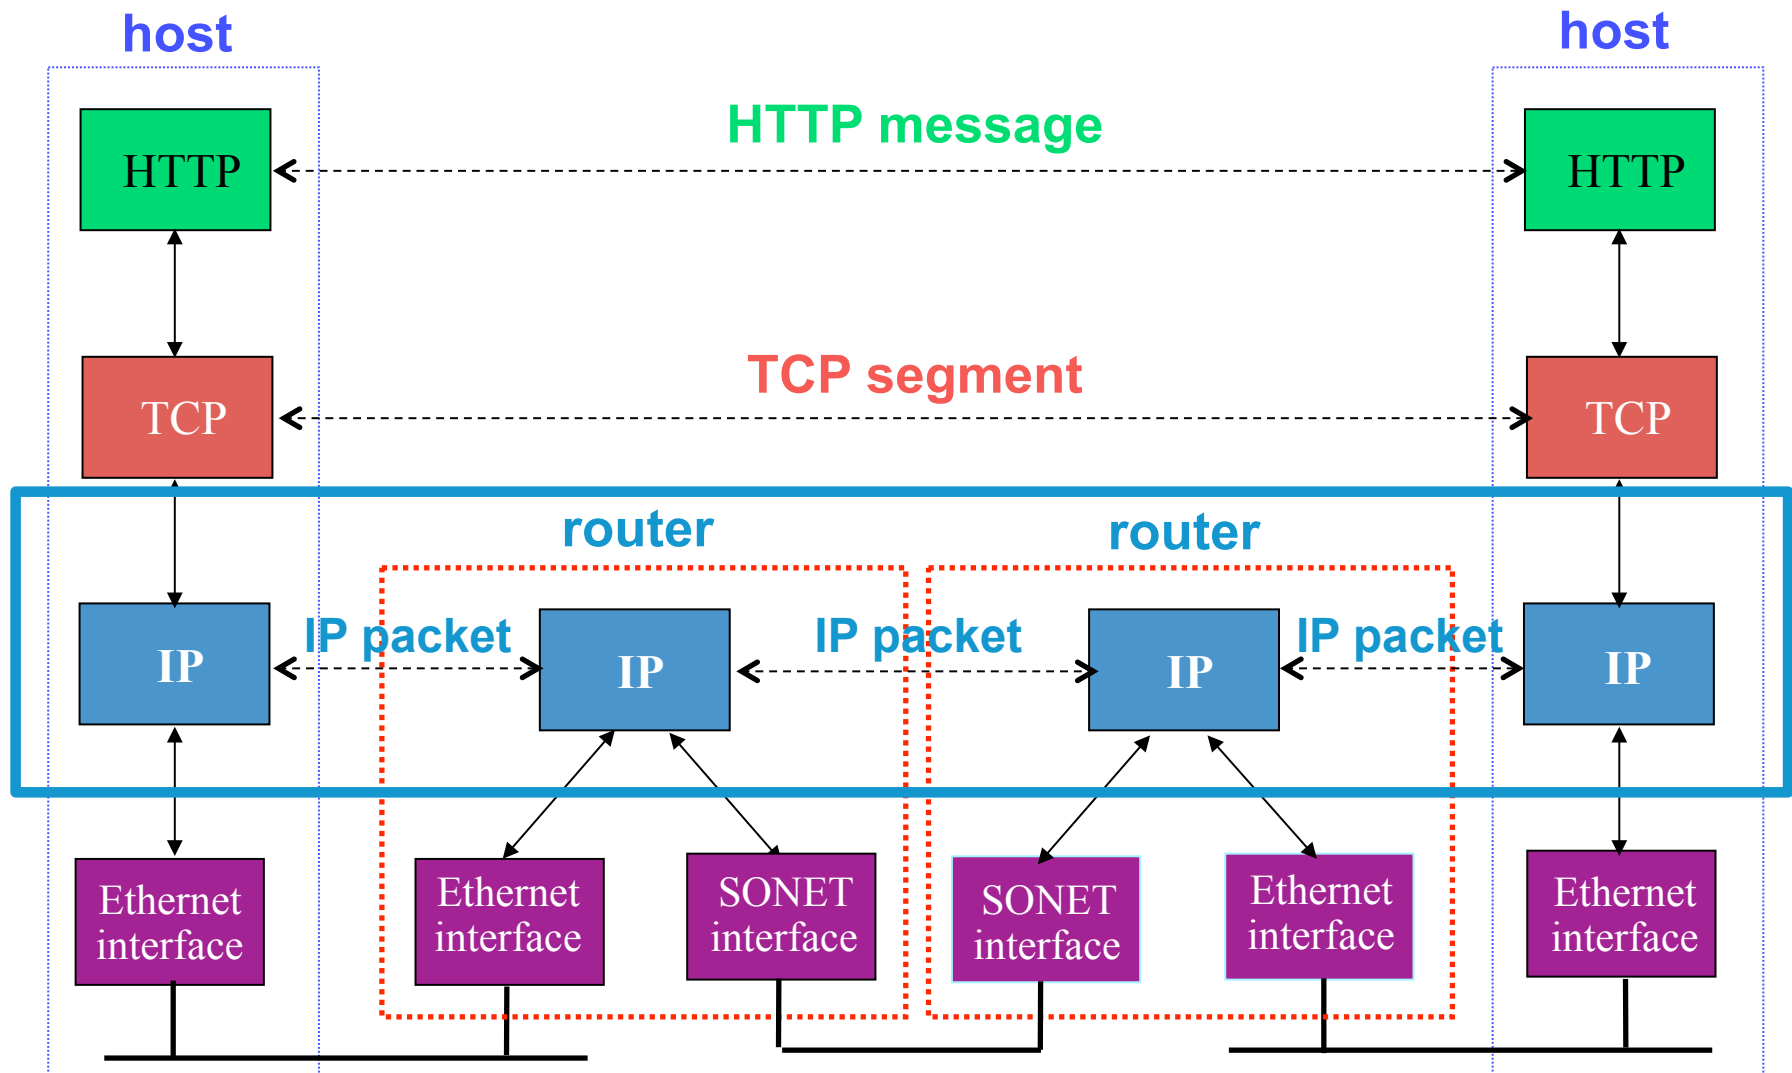 host
host
HTTP message
HTTP
HTTP
TCP segment
TCP
TCP
router
router
IP packet
IP packet
IP packet
IP
IP
IP
IP
Ethernet
interface
Ethernet
interface
SONET
interface
SONET
interface
Ethernet
interface
Ethernet
interface